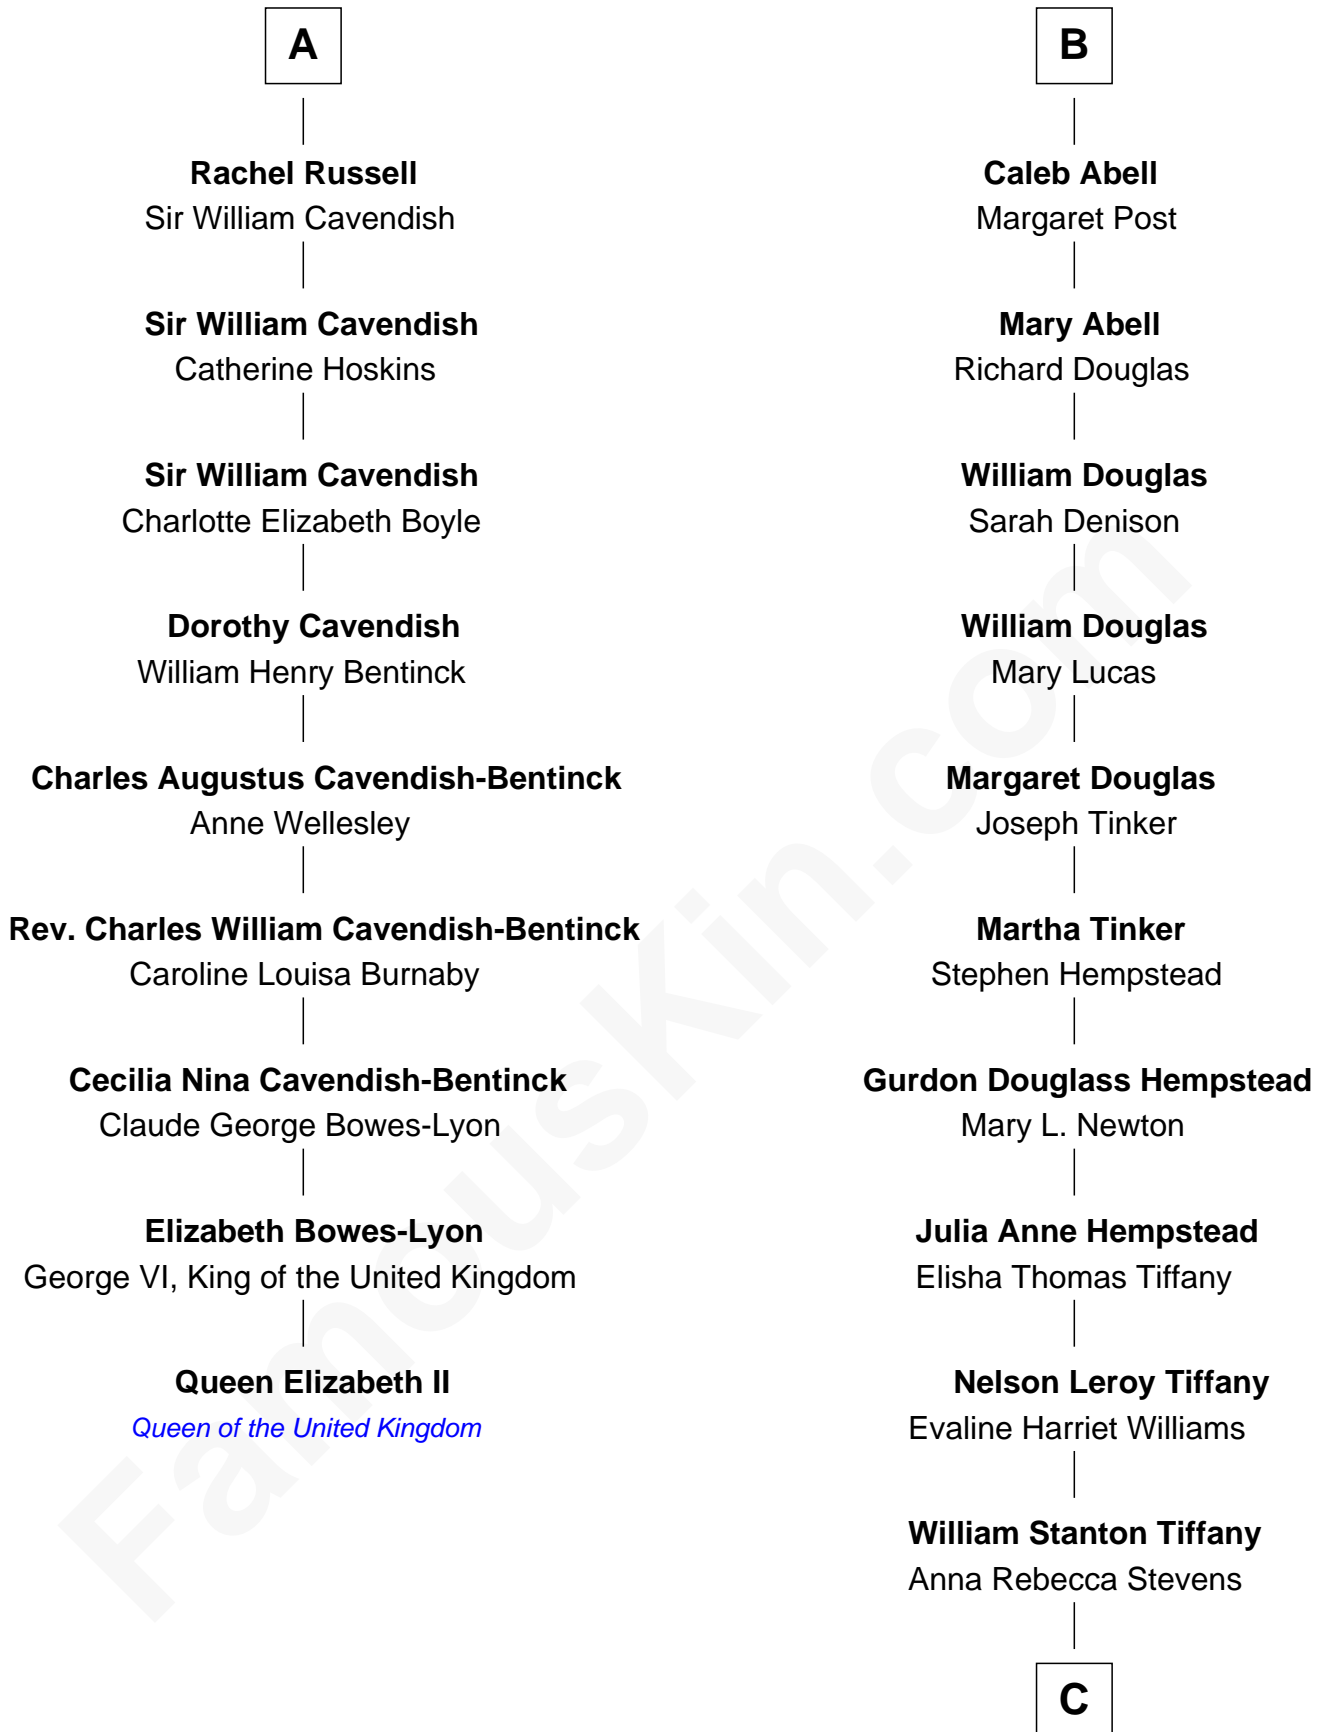 A
Rachel Russell
Sir William Cavendish
Sir William Cavendish
Catherine Hoskins
Sir William Cavendish
Charlotte Elizabeth Boyle
Dorothy Cavendish
William Henry Bentinck
Charles Augustus Cavendish-Bentinck
Anne Wellesley
Rev. Charles William Cavendish-Bentinck
Caroline Louisa Burnaby
Cecilia Nina Cavendish-Bentinck
Claude George Bowes-Lyon
Elizabeth Bowes-Lyon
George VI, King of the United Kingdom
Queen Elizabeth II
Queen of the United Kingdom
B
Caleb Abell
Margaret Post
Mary Abell
Richard Douglas
William Douglas
Sarah Denison
William Douglas
Mary Lucas
Margaret Douglas
Joseph Tinker
Martha Tinker
Stephen Hempstead
Gurdon Douglass Hempstead
Mary L. Newton
Julia Anne Hempstead
Elisha Thomas Tiffany
Nelson Leroy Tiffany
Evaline Harriet Williams
William Stanton Tiffany
Anna Rebecca Stevens
C
FamousKin.com